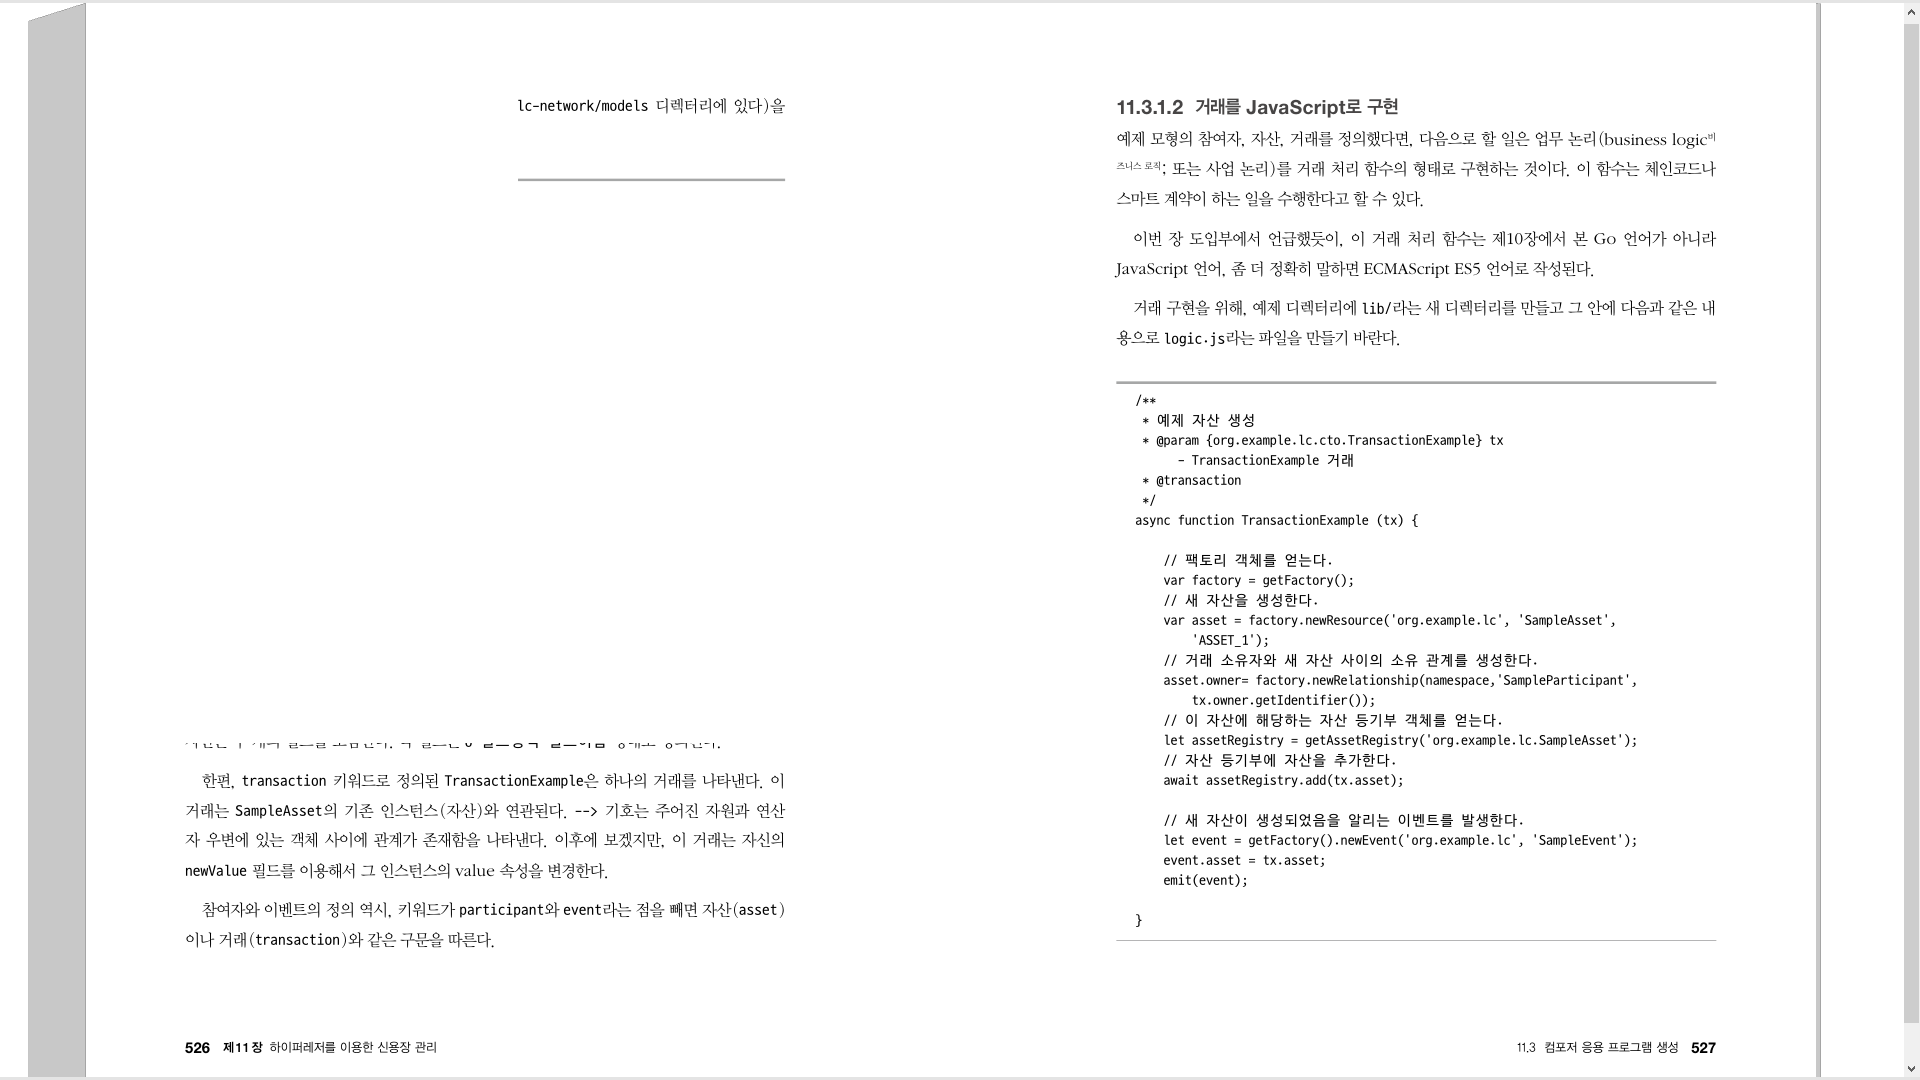 lc-network/models 디렉터리에 있다)을
한편, transaction 키워드로 정의된 TransactionExample은 하나의 거래를 나타낸다. 이
거래는 SampleAsset의 기존 인스턴스(자산)와 연관된다. --> 기호는 주어진 자원과 연산
자 우변에 있는 객체 사이에 관계가 존재함을 나타낸다. 이후에 보겠지만, 이 거래는 자신의
newValue 필드를 이용해서 그 인스턴스의 value 속성을 변경한다.
참여자와 이벤트의 정의 역시, 키워드가 participant와 event라는 점을 빼면 자산(asset)
이나 거래(transaction)와 같은 구문을 따른다.
526 제11장 하이퍼레저를 이용한 신용장 관리
11.3.1.2 거래를 JavaScript로 구현
예제 모형의 참여자, 자산, 거래를 정의했다면, 다음으로 할 일은 업무 논리(business logic비
즈니스 로직; 또는 사업 논리)를 거래 처리 함수의 형태로 구현하는 것이다. 이 함수는 체인코드나
스마트 계약이 하는 일을 수행한다고 할 수 있다.
이번 장 도입부에서 언급했듯이, 이 거래 처리 함수는 제10장에서 본 Go 언어가 아니라
JavaScript 언어, 좀 더 정확히 말하면 ECMAScript ES5 언어로 작성된다.
거래 구현을 위해, 예제 디렉터리에 lib/라는 새 디렉터리를 만들고 그 안에 다음과 같은 내
용으로 logic.js라는 파일을 만들기 바란다.
/**
* 예제 자산 생성
* @param {org.example.lc.cto.TransactionExample} tx
- TransactionExample 거래
* @transaction
*/
async function TransactionExample (tx) {
// 팩토리 객체를 얻는다.
var factory = getFactory();
// 새 자산을 생성한다.
var asset = factory.newResource('org.example.lc', 'SampleAsset',
'ASSET_1');
// 거래 소유자와 새 자산 사이의 소유 관계를 생성한다.
asset.owner= factory.newRelationship(namespace,'SampleParticipant',
tx.owner.getIdentifier());
// 이 자산에 해당하는 자산 등기부 객체를 얻는다.
let assetRegistry = getAssetRegistry('org.example.lc.SampleAsset');
// 자산 등기부에 자산을 추가한다.
await assetRegistry.add(tx.asset);
// 새 자산이 생성되었음을 알리는 이벤트를 발생한다.
let event = getFactory().newEvent('org.example.lc', 'SampleEvent');
event.asset = tx.asset;
emit(event);
}
11.3 컴포저 응용 프로그램 생성 527